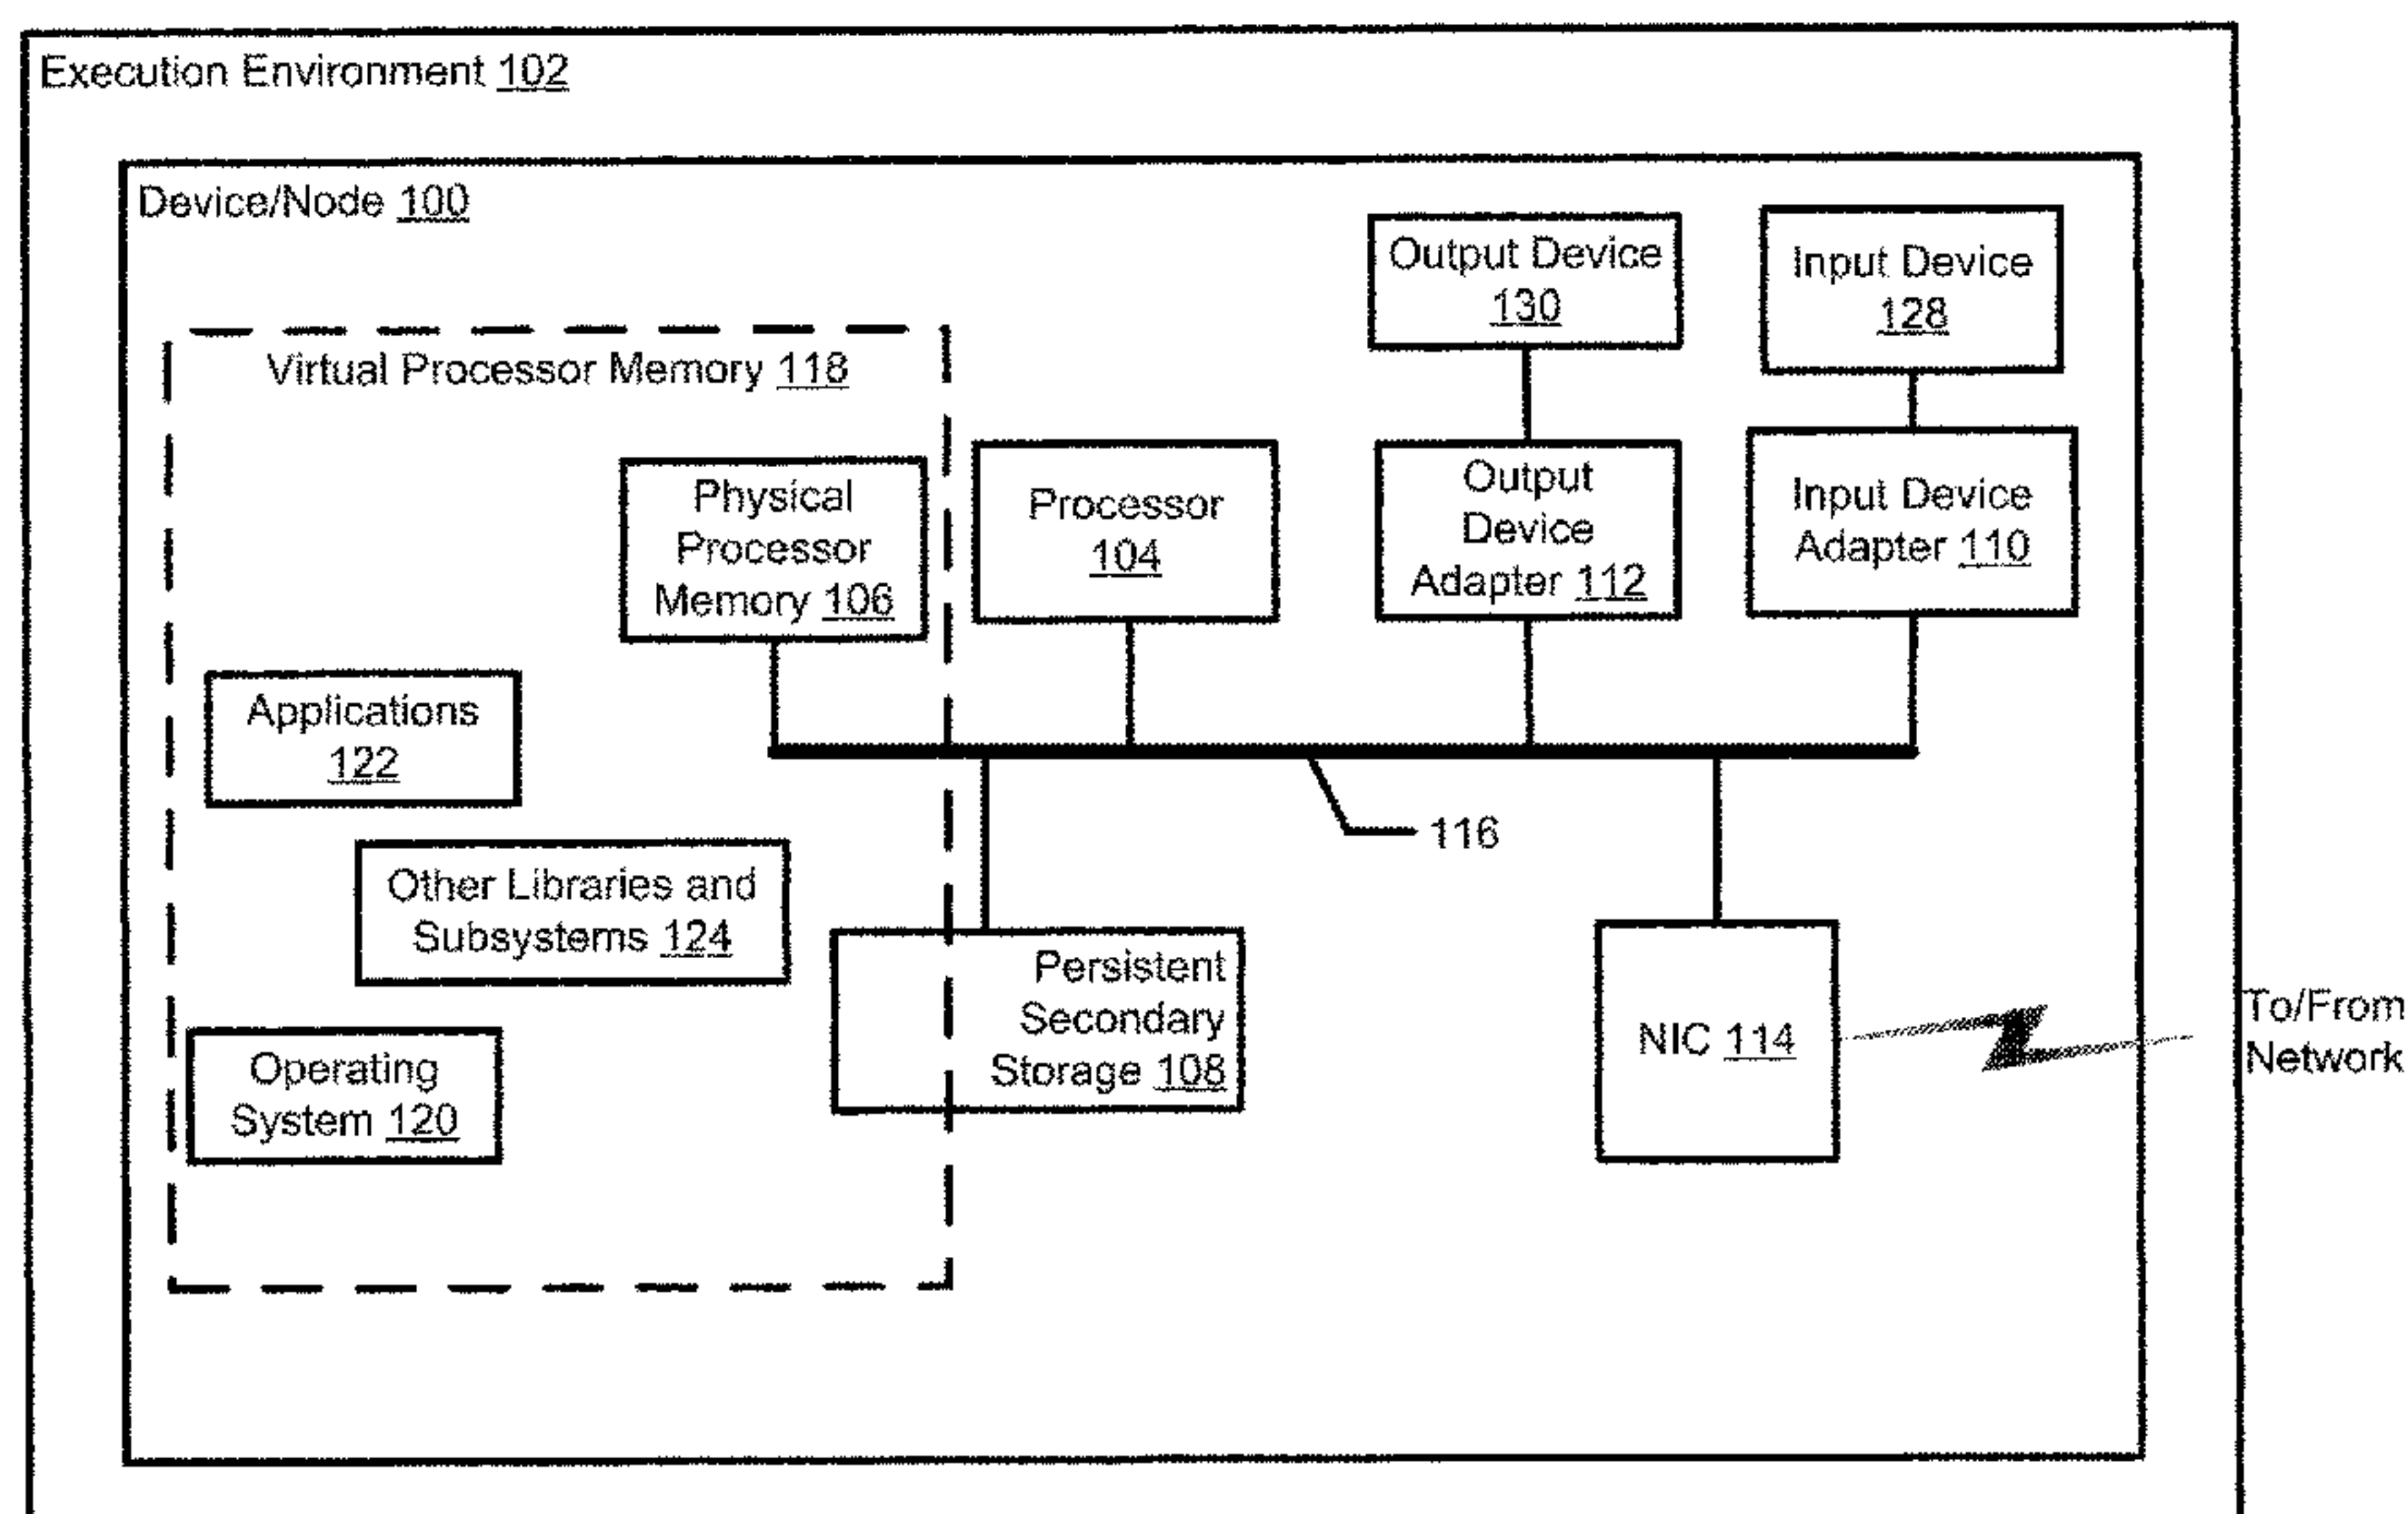 Execution Environment 102
Device/Node 100
Output Device
130
Input Device
128
Virtual Processor Memory 118
Physical
Processor
Memory 106
Processor
104
Output
Device
Adapter 112
Input Device
Adapter 110
Applications
122
116
Other Libraries and
Subsystems 124
Persistent
Secondary
Storage 108
NIC 114
To/From
Network
Operating
System 120